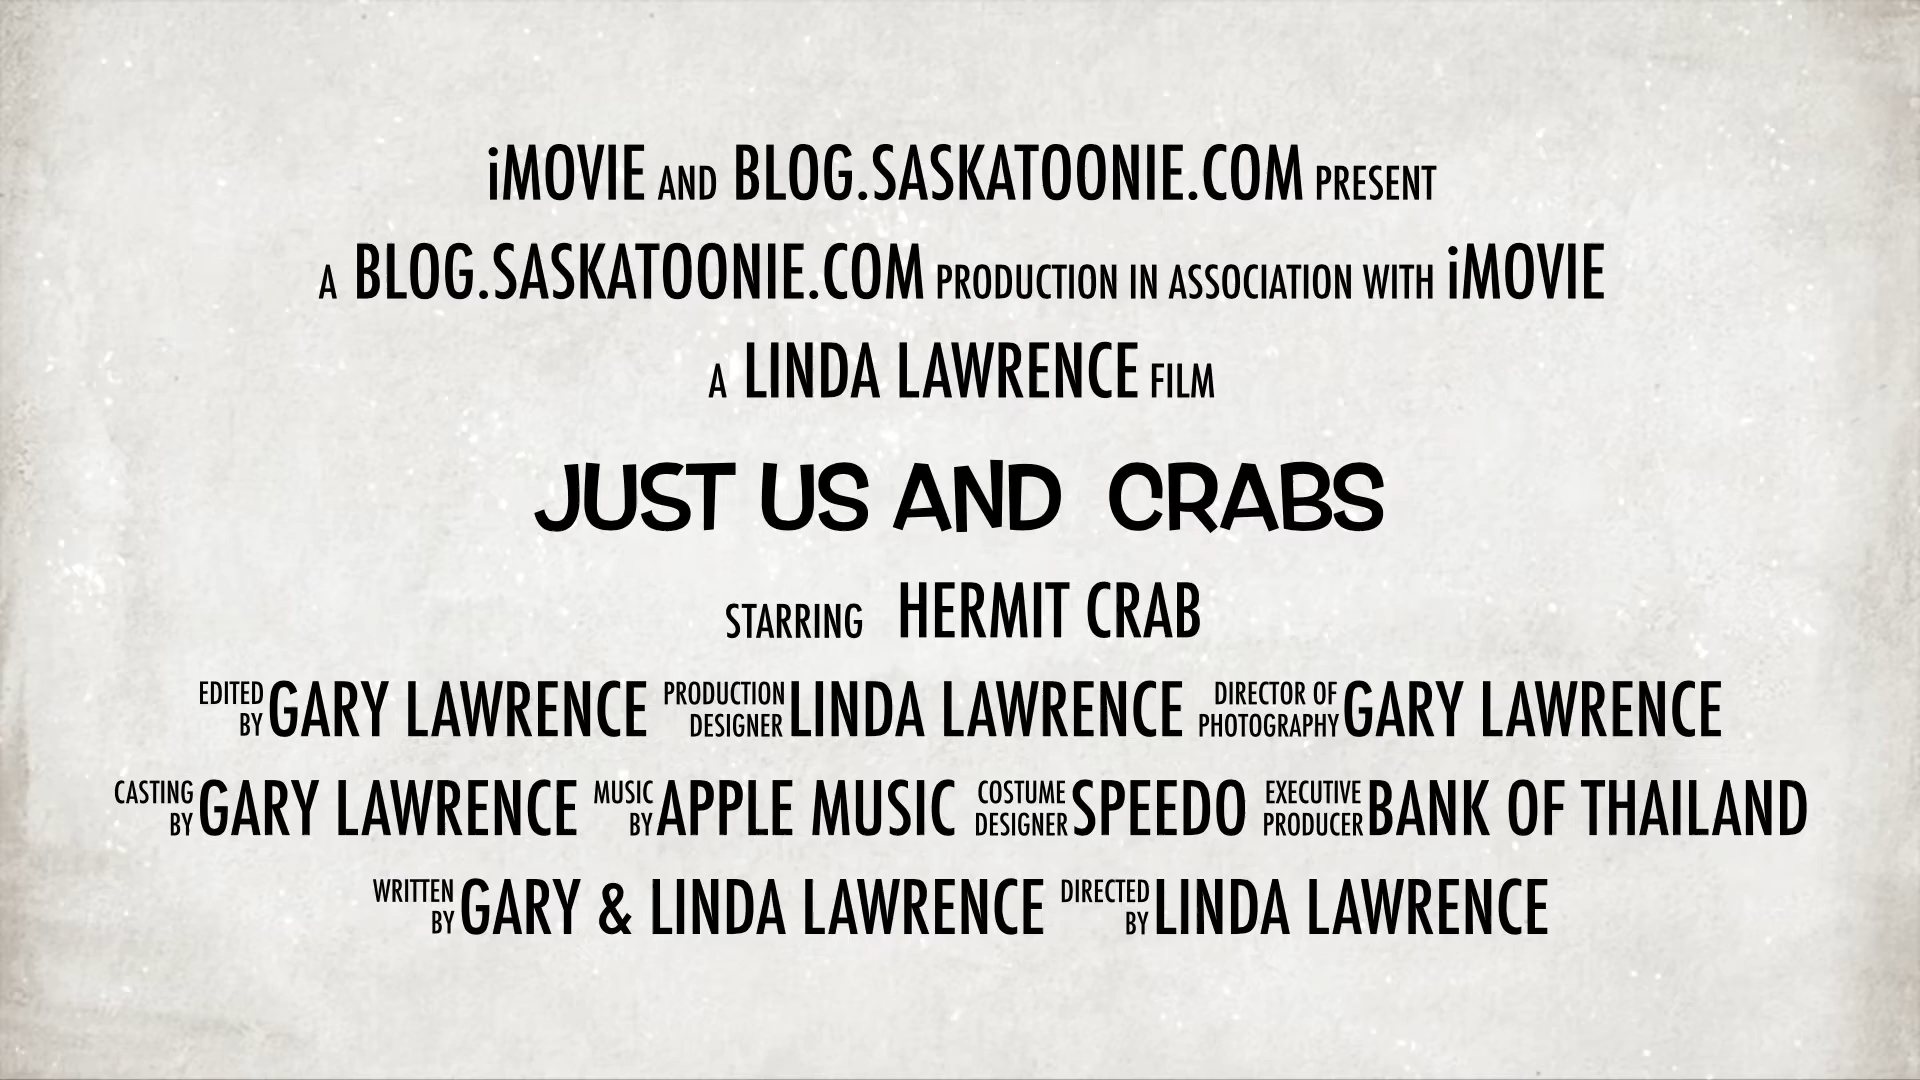 iMOVIE AND BLOG.SASKATOONIE.COM PRESENT
A BLOG.SASKATOONIE.COM PRODUCTION IN ASSOCIATION WITH iMOVIE
A LINDA LAWRENCE FILM
JUST US AND CRABS
STARRING HERMIT CRAB
EDITED BY GARY LAWRENCE PRODUCTION DESIGNER LINDA LAWRENCE DIRECTOR OF PHOTOGRAPHY GARY LAWRENCE
CASTING BY GARY LAWRENCE MUSIC BY APPLE MUSIC COSTUME DESIGNER SPEEDO EXECUTIVE PRODUCER BANK OF THAILAND
WRITTEN BY GARY & LINDA LAWRENCE DIRECTED BY LINDA LAWRENCE